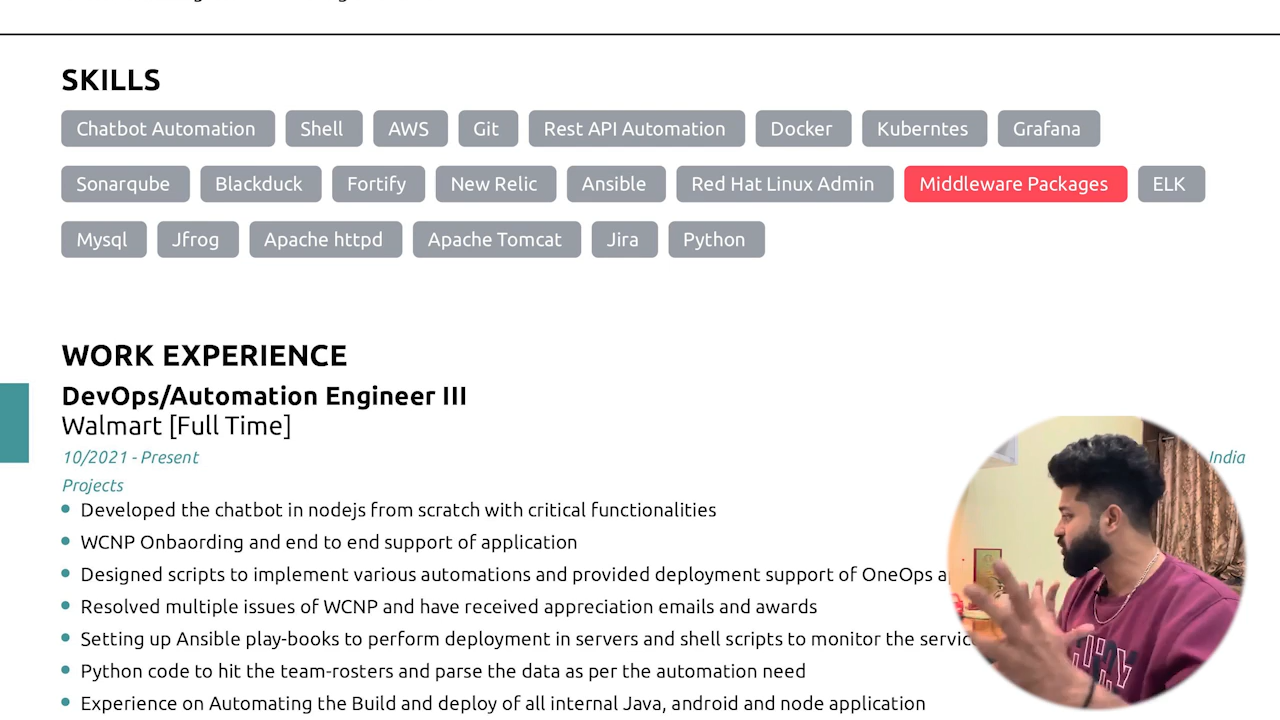 SKILLS
Chatbot Automation Shell AWS Git Rest API Automation Docker Kuberntes Grafana
Sonarqube Blackduck Fortify New Relic Ansible Red Hat Linux Admin Middleware Packages ELK
Mysql Jfrog Apache httpd Apache Tomcat Jira Python
WORK EXPERIENCE
DevOps/Automation Engineer III
Walmart [Full Time]
10/2021 - Present India
Projects
Developed the chatbot in nodejs from scratch with critical functionalities
WCNP Onbaording and end to end support of application
Designed scripts to implement various automations and provided deployment support of OneOps
Resolved multiple issues of WCNP and have received appreciation emails and awards
Setting up Ansible play-books to perform deployment in servers and shell scripts to monitor the
Python code to hit the team-rosters and parse the data as per the automation need
Experience on Automating the Build and deploy of all internal Java, android and node application